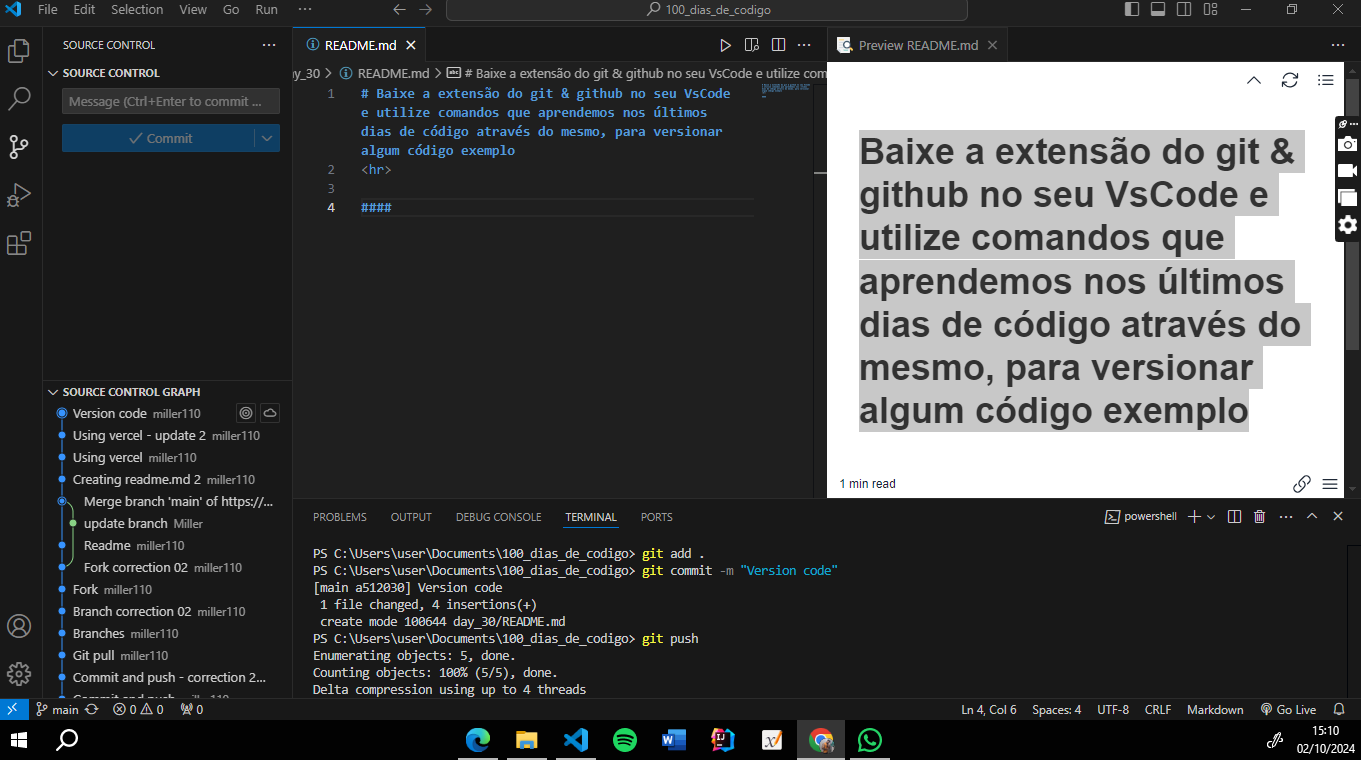 File Edit Selection View Go Run ··· 100_dias_de_codigo
SOURCE CONTROL ···
SOURCE CONTROL
Message (Ctrl+Enter to commit ...
Commit
SOURCE CONTROL GRAPH
Version code miller110
Using vercel - update 2 miller110
Using vercel miller110
Creating readme.md 2 miller110
Merge branch 'main' of https://...
update branch Miller
Readme miller110
Fork correction 02 miller110
Fork miller110
Branch correction 02 miller110
Branches miller110
Git pull miller110
Commit and push - correction 2...
README.md
ay_30 > README.md > # Baixe a extensão do git & github no seu VsCode e utilize com
1 # Baixe a extensão do git & github no seu VsCode
e utilize comandos que aprendemos nos últimos
dias de código através do mesmo, para versionar
algum código exemplo
2 <hr>
3
4 ####
Preview README.md
Baixe a extensão do git &
github no seu VsCode e
utilize comandos que
aprendemos nos últimos
dias de código através do
mesmo, para versionar
algum código exemplo
1 min read
PROBLEMS OUTPUT DEBUG CONSOLE TERMINAL PORTS powershell
PS C:\Users\user\Documents\100_dias_de_codigo> git add .
PS C:\Users\user\Documents\100_dias_de_codigo> git commit -m "Version code"
[main a512030] Version code
1 file changed, 4 insertions(+)
create mode 100644 day_30/README.md
PS C:\Users\user\Documents\100_dias_de_codigo> git push
Enumerating objects: 5, done.
Counting objects: 100% (5/5), done.
Delta compression using up to 4 threads
main 0 0 0 Ln 4, Col 6 Spaces: 4 UTF-8 CRLF Markdown Go Live
15:10
02/10/2024